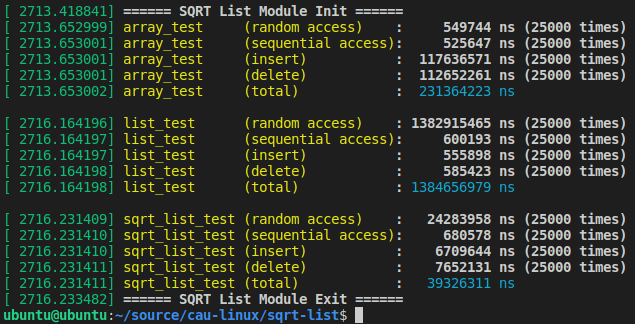 [ 2713.418841] ====== SQRT List Module Init ======
[ 2713.652999] array_test     (random access)    :     549744 ns (25000 times)
[ 2713.653001] array_test     (sequential access):     525647 ns (25000 times)
[ 2713.653001] array_test     (insert)           :  117636571 ns (25000 times)
[ 2713.653001] array_test     (delete)           :  112652261 ns (25000 times)
[ 2713.653002] array_test     (total)            :  231364223 ns
[ 2716.164196] list_test      (random access)    : 1382915465 ns (25000 times)
[ 2716.164197] list_test      (sequential access):     600193 ns (25000 times)
[ 2716.164197] list_test      (insert)           :     555898 ns (25000 times)
[ 2716.164198] list_test      (delete)           :     585423 ns (25000 times)
[ 2716.164198] list_test      (total)            : 1384656979 ns
[ 2716.231409] sqrt_list_test (random access)    :   24283958 ns (25000 times)
[ 2716.231410] sqrt_list_test (sequential access):     680578 ns (25000 times)
[ 2716.231410] sqrt_list_test (insert)           :    6709644 ns (25000 times)
[ 2716.231411] sqrt_list_test (delete)           :    7652131 ns (25000 times)
[ 2716.231411] sqrt_list_test (total)            :   39326311 ns
[ 2716.233482] ====== SQRT List Module Exit ======
ubuntu@ubuntu:~/source/cau-linux/sqrt-list$